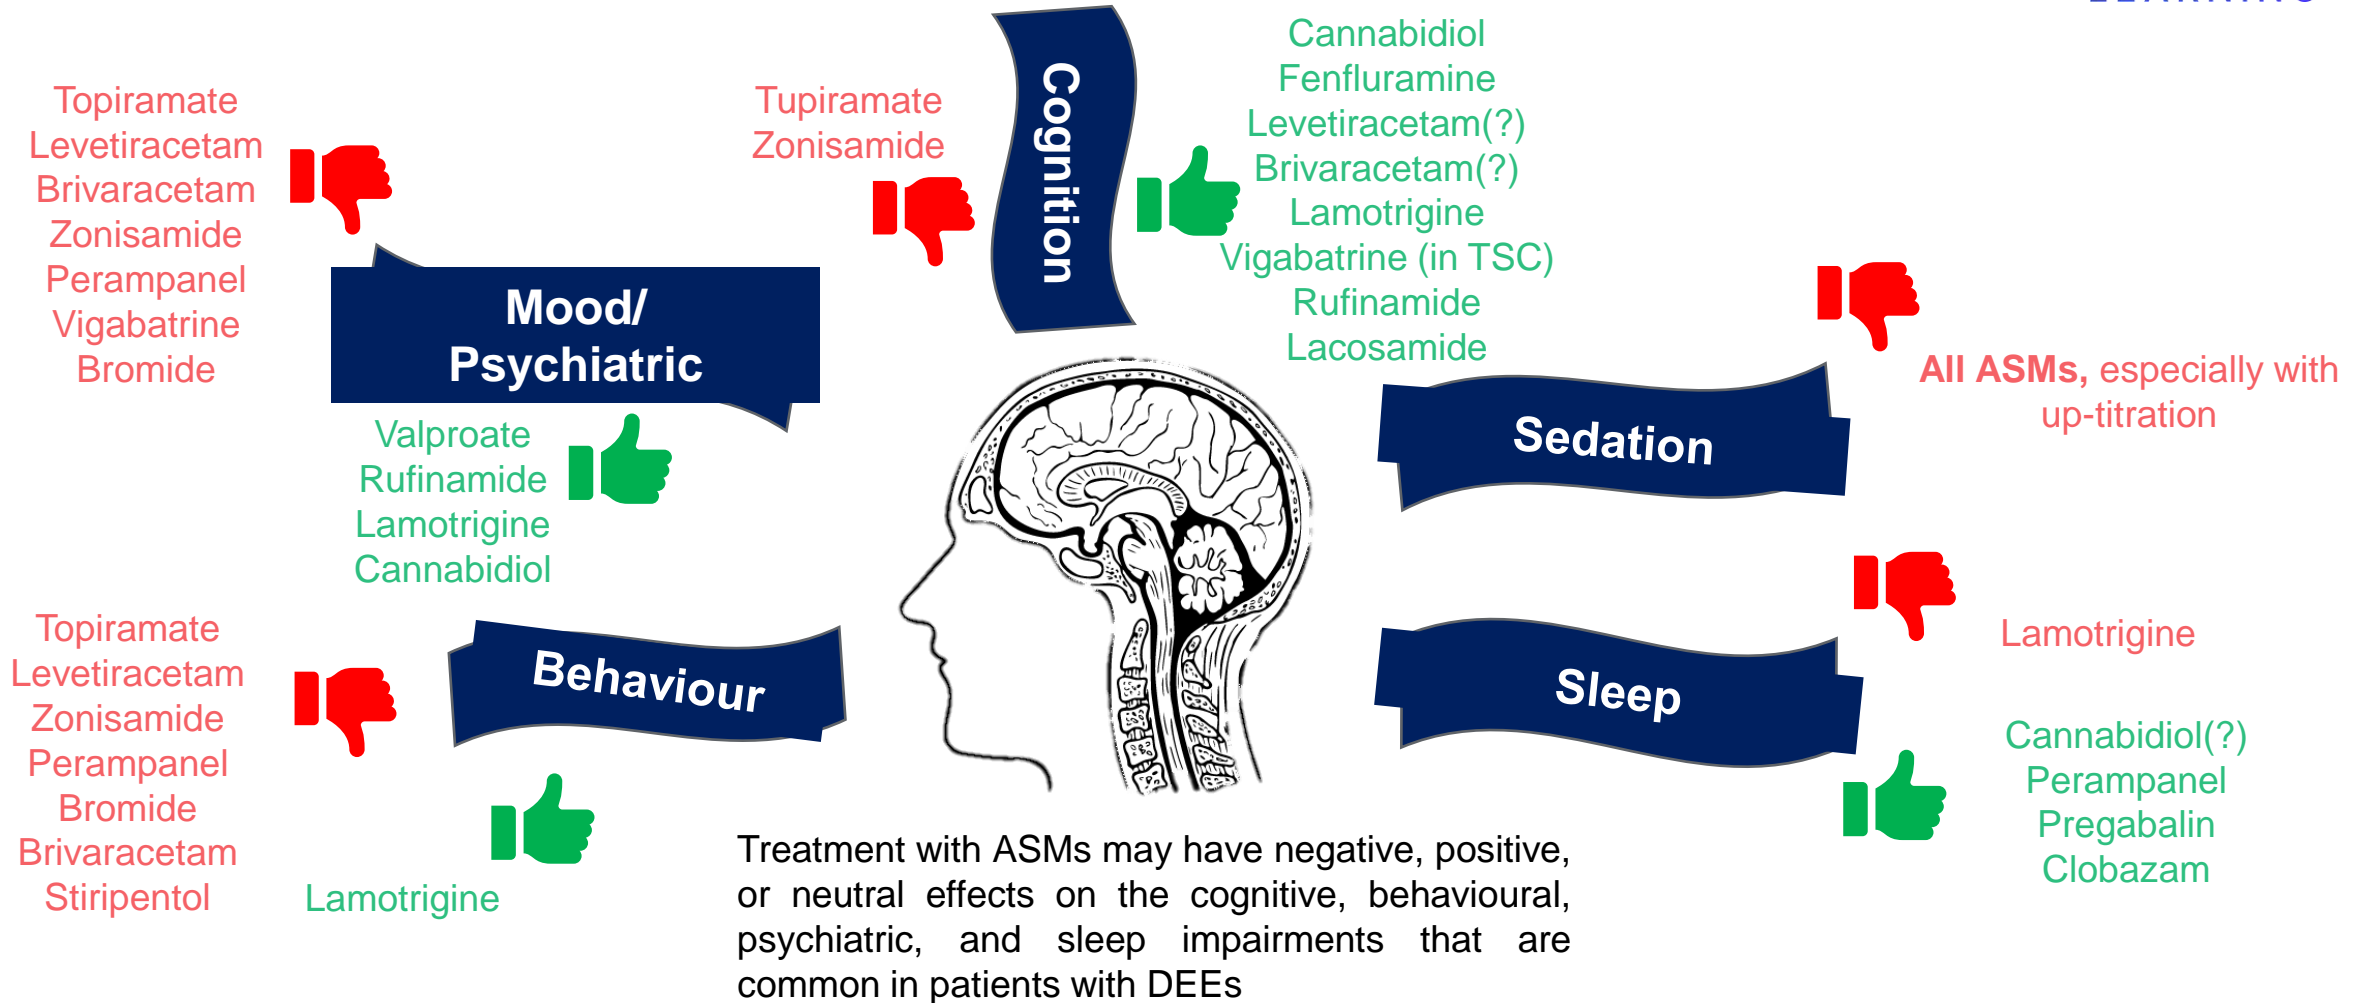 Topiramate
Levetiracetam
Brivaracetam
Zonisamide
Perampanel
Vigabatrine
Bromide
Mood/
Psychiatric
Valproate
Rufinamide
Lamotrigine
Cannabidiol
Topiramate
Levetiracetam
Zonisamide
Perampanel
Bromide
Brivaracetam
Stiripentol
Behaviour
Lamotrigine
Tupiramate
Zonisamide
Cognition
Cannabidiol
Fenfluramine
Levetiracetam(?)
Brivaracetam(?)
Lamotrigine
Vigabatrine (in TSC)
Rufinamide
Lacosamide
Sedation
All ASMs, especially with
up-titration
Sleep
Lamotrigine
Cannabidiol(?)
Perampanel
Pregabalin
Clobazam
Treatment with ASMs may have negative, positive,
or neutral effects on the cognitive, behavioural,
psychiatric, and sleep impairments that are
common in patients with DEEs